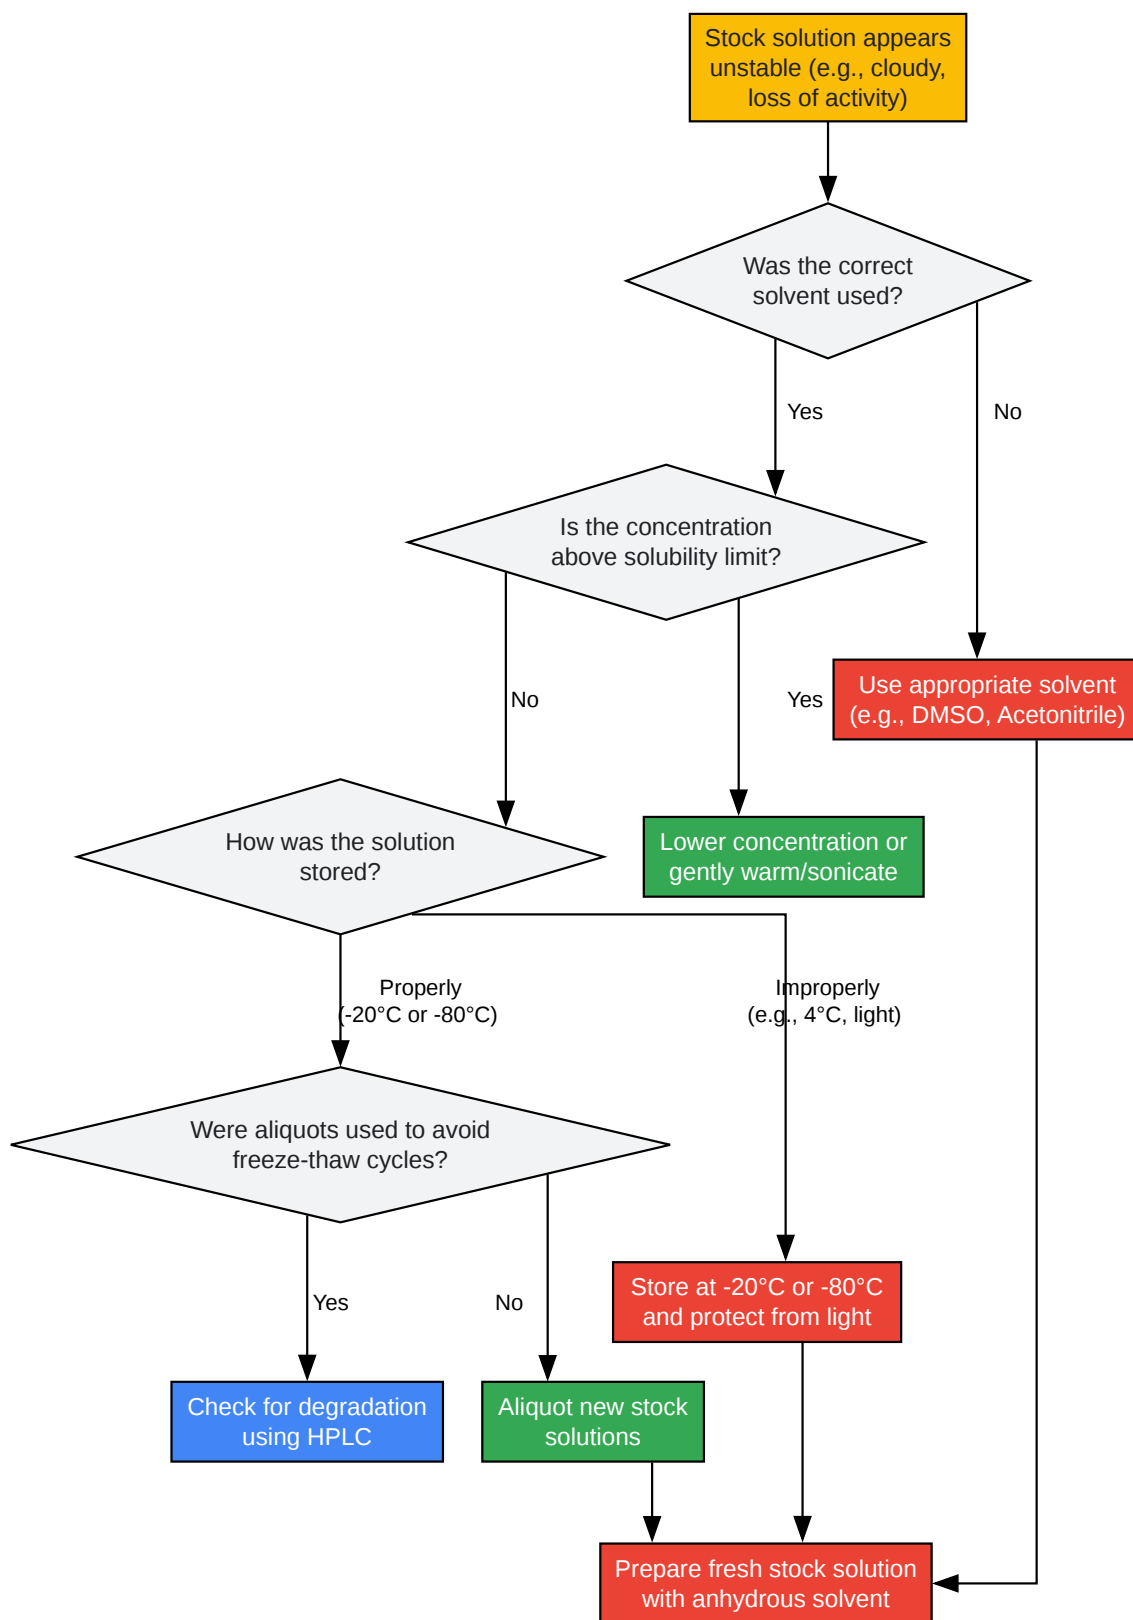 Stock solution appears
unstable (e.g., cloudy,
loss of activity)
Was the correct
solvent used?
Yes
No
Is the concentration
above solubility limit?
No
Yes
Use appropriate solvent
(e.g., DMSO, Acetonitrile)
How was the solution
stored?
Lower concentration or
gently warm/sonicate
Properly
(-20°C or -80°C)
Improperly
(e.g., 4°C, light)
Were aliquots used to avoid
freeze-thaw cycles?
Yes
No
Store at -20°C or -80°C
and protect from light
Check for degradation
using HPLC
Aliquot new stock
solutions
Prepare fresh stock solution
with anhydrous solvent